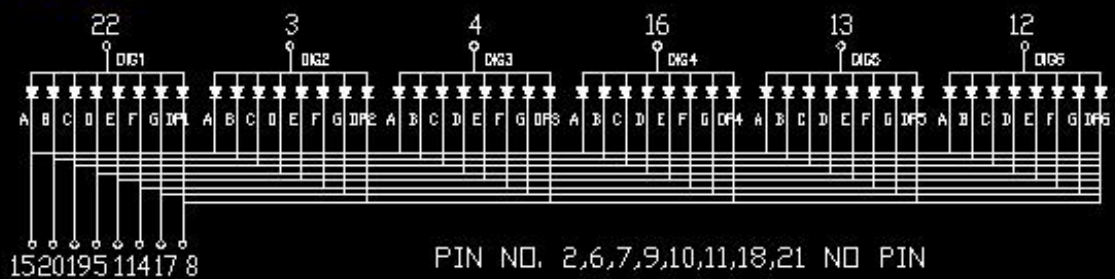 22 3 4 16 13 12
DIG1 DIG2 DIG3 DIG4 DIG5 DIG6
A B C D E F G DP1 A B C D E F G DP2 A B C D E F G DP3 A B C D E F G DP4 A B C D E F G DP5 A B C D E F G DP6
15 20 19 5 1 14 17 8 PIN NO. 2,6,7,9,10,11,18,21 NO PIN